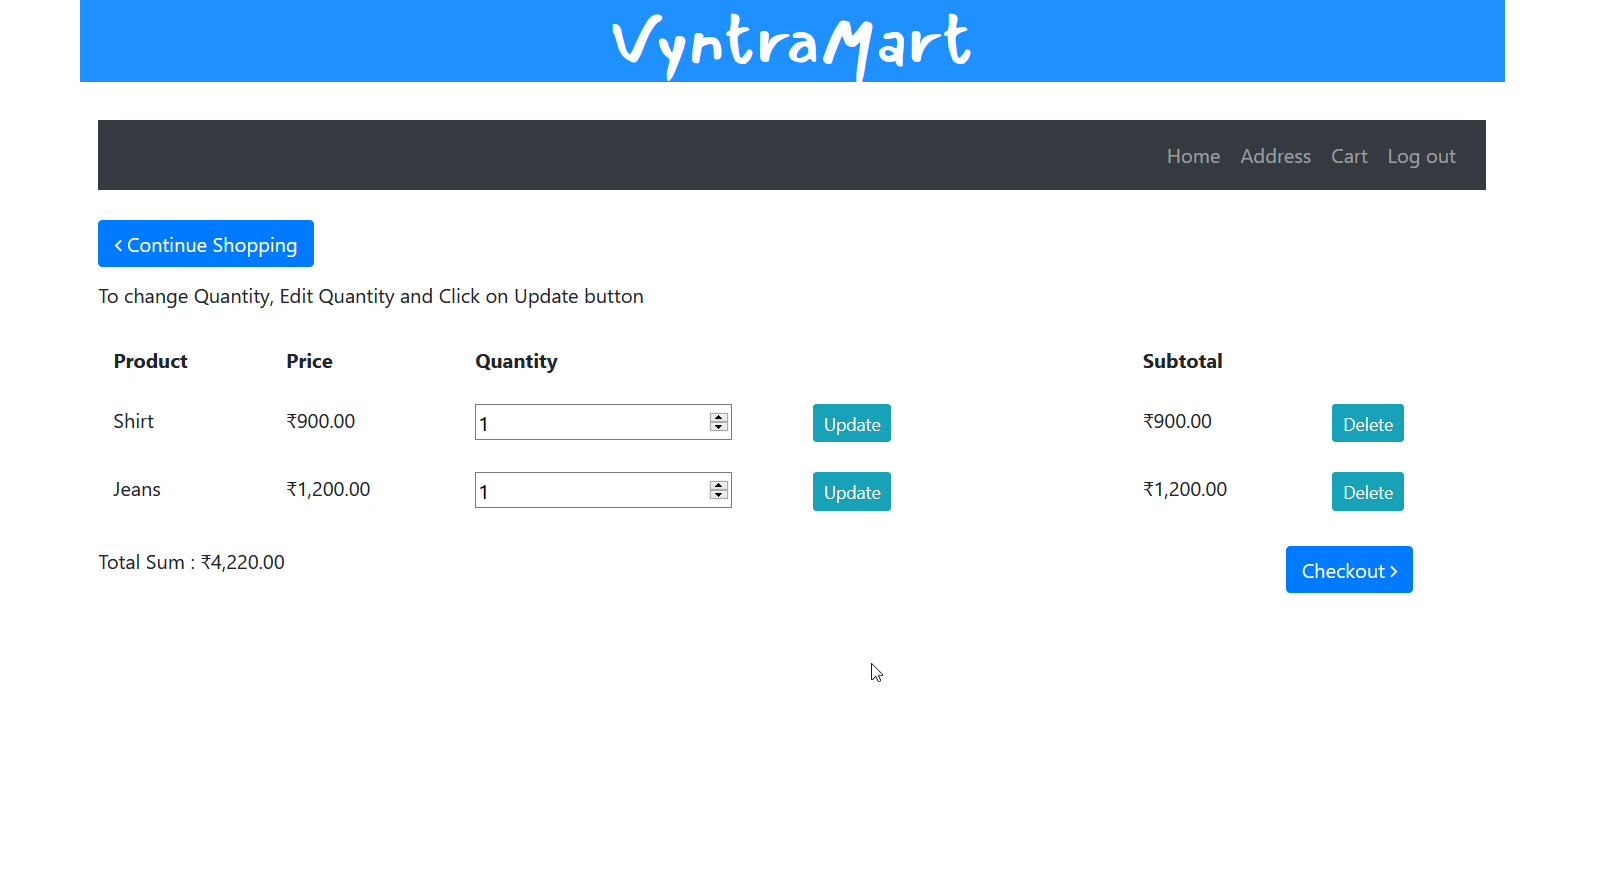 VyntraMart
Home Address Cart Log out
‹ Continue Shopping
To change Quantity, Edit Quantity and Click on Update button
Product Price Quantity Subtotal
Shirt ₹900.00 1 Update ₹900.00 Delete
Jeans ₹1,200.00 1 Update ₹1,200.00 Delete
Total Sum : ₹4,220.00 Checkout ›